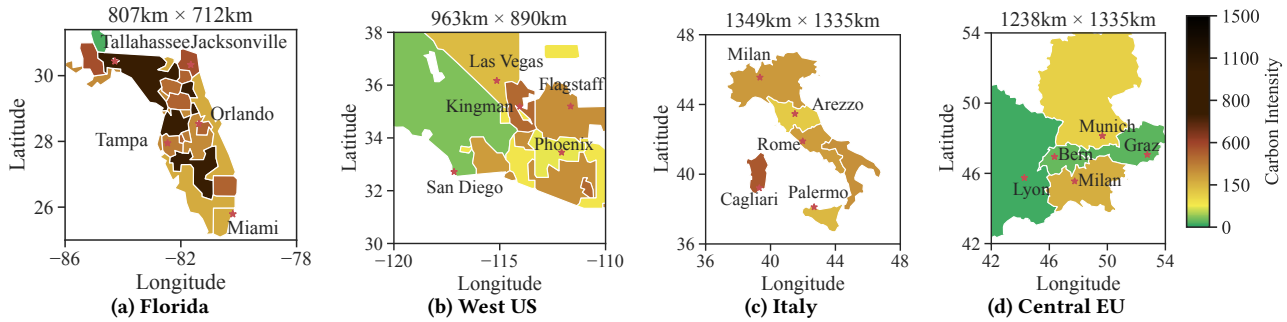 807km × 712km
Latitude
30
28
26
−86
−82
−78
Longitude
TallahasseeJacksonville
Orlando
Tampa
Miami
(a) Florida
963km × 890km
Latitude
38
36
34
32
30
−120
−115
−110
Longitude
Las Vegas
Flagstaff
Kingman
Phoenix
San Diego
(b) West US
1349km × 1335km
Latitude
48
44
40
36
36
40
44
48
Longitude
Milan
Arezzo
Rome
Cagliari
Palermo
(c) Italy
1238km × 1335km
Latitude
54
50
46
42
42
46
50
54
Longitude
Munich
Graz
Bern
Lyon
Milan
(d) Central EU
1500
1100
800
600
150
0
Carbon Intensity